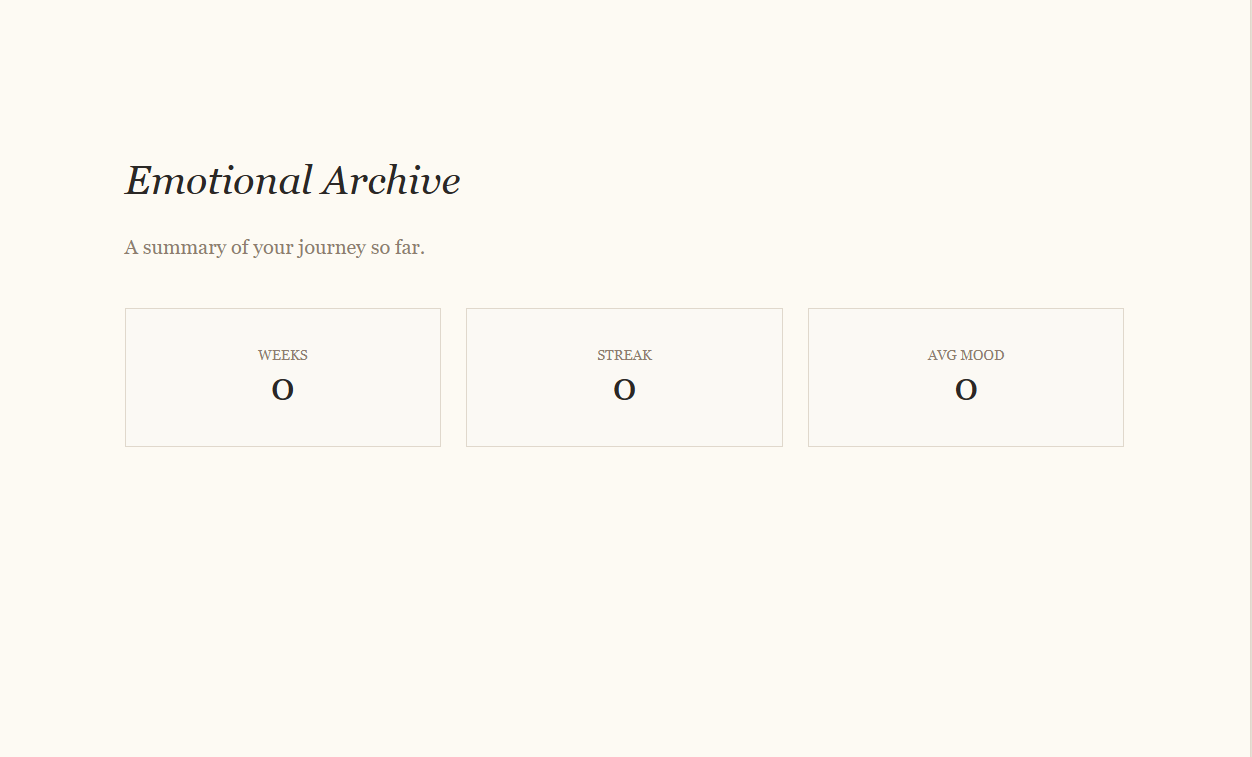 Emotional Archive
A summary of your journey so far.
WEEKS
0
STREAK
0
AVG MOOD
0